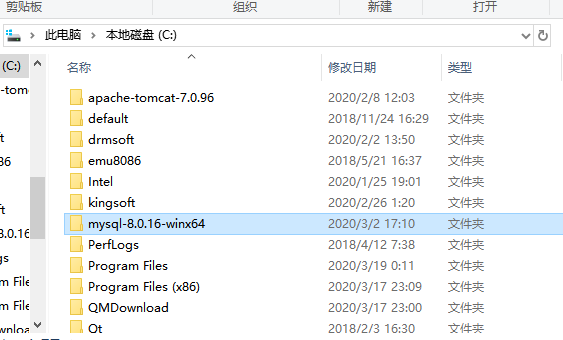 剪贴板 组织 新建 打开
此电脑 本地磁盘 (C:)
(C:) 名称 修改日期 类型
e-tom apache-tomcat-7.0.96 2020/2/8 12:03 文件夹
default 2018/11/24 16:29 文件夹
oft drmsoft 2020/2/2 13:50 文件夹
86 emu8086 2018/5/21 16:37 文件夹
Intel 2020/1/25 19:01 文件夹
kingsoft 2020/2/26 1:20 文件夹
ft mysql-8.0.16-winx64 2020/3/2 17:10 文件夹
8.0.16 PerfLogs 2018/4/12 7:38 文件夹
gs Program Files 2020/3/19 0:11 文件夹
m File Program Files (x86) 2020/3/17 23:09 文件夹
m File QMDownload 2020/3/17 23:00 文件夹
wnloa Qt 2018/2/3 16:30 文件夹